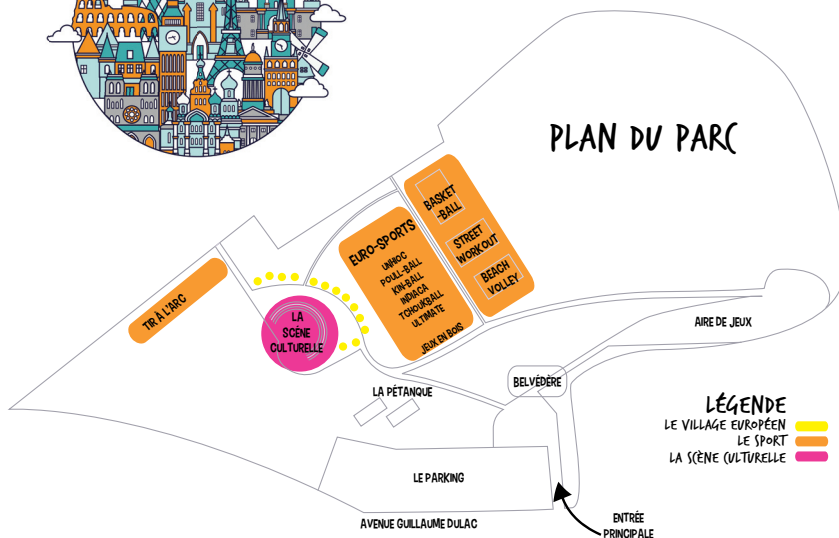 PLAN DU PARC
BASKET
-BALL
STREET
WORKOUT
BEACH
VOLLEY
EURO-SPORTS
UNIHOC
POULL-BALL
KIN-BALL
INDIACA
TCHOUKBALL
ULTIMATE
JEUX EN BOIS
TIR À L'ARC
LA
SCÈNE
CULTURELLE
LA PÉTANQUE
BELVÉDÈRE
AIRE DE JEUX
LÉGENDE
LE VILLAGE EUROPÉEN
LE SPORT
LA SCÈNE CULTURELLE
LE PARKING
AVENUE GUILLAUME DULAC
ENTRÉE
PRINCIPALE